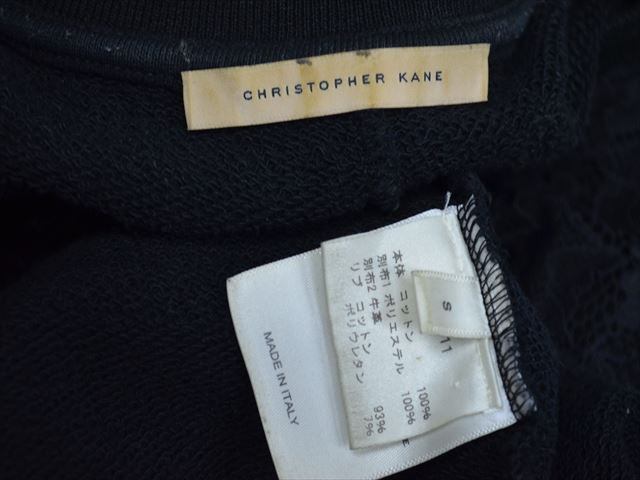 CHRISTOPHER KANE
S
11
本体 コットン 100%
別布1 ポリエステル 100%
別布2 牛革
リブ コットン 93%
ポリウレタン 7%
MADE IN ITALY